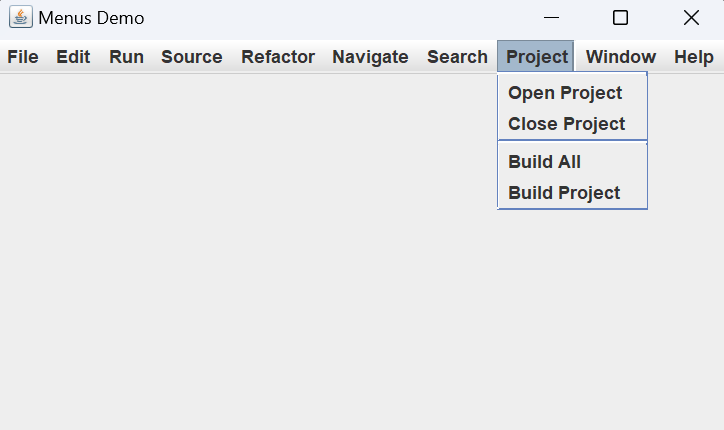 Menus Demo
File Edit Run Source Refactor Navigate Search Project Window Help
Open Project
Close Project
Build All
Build Project